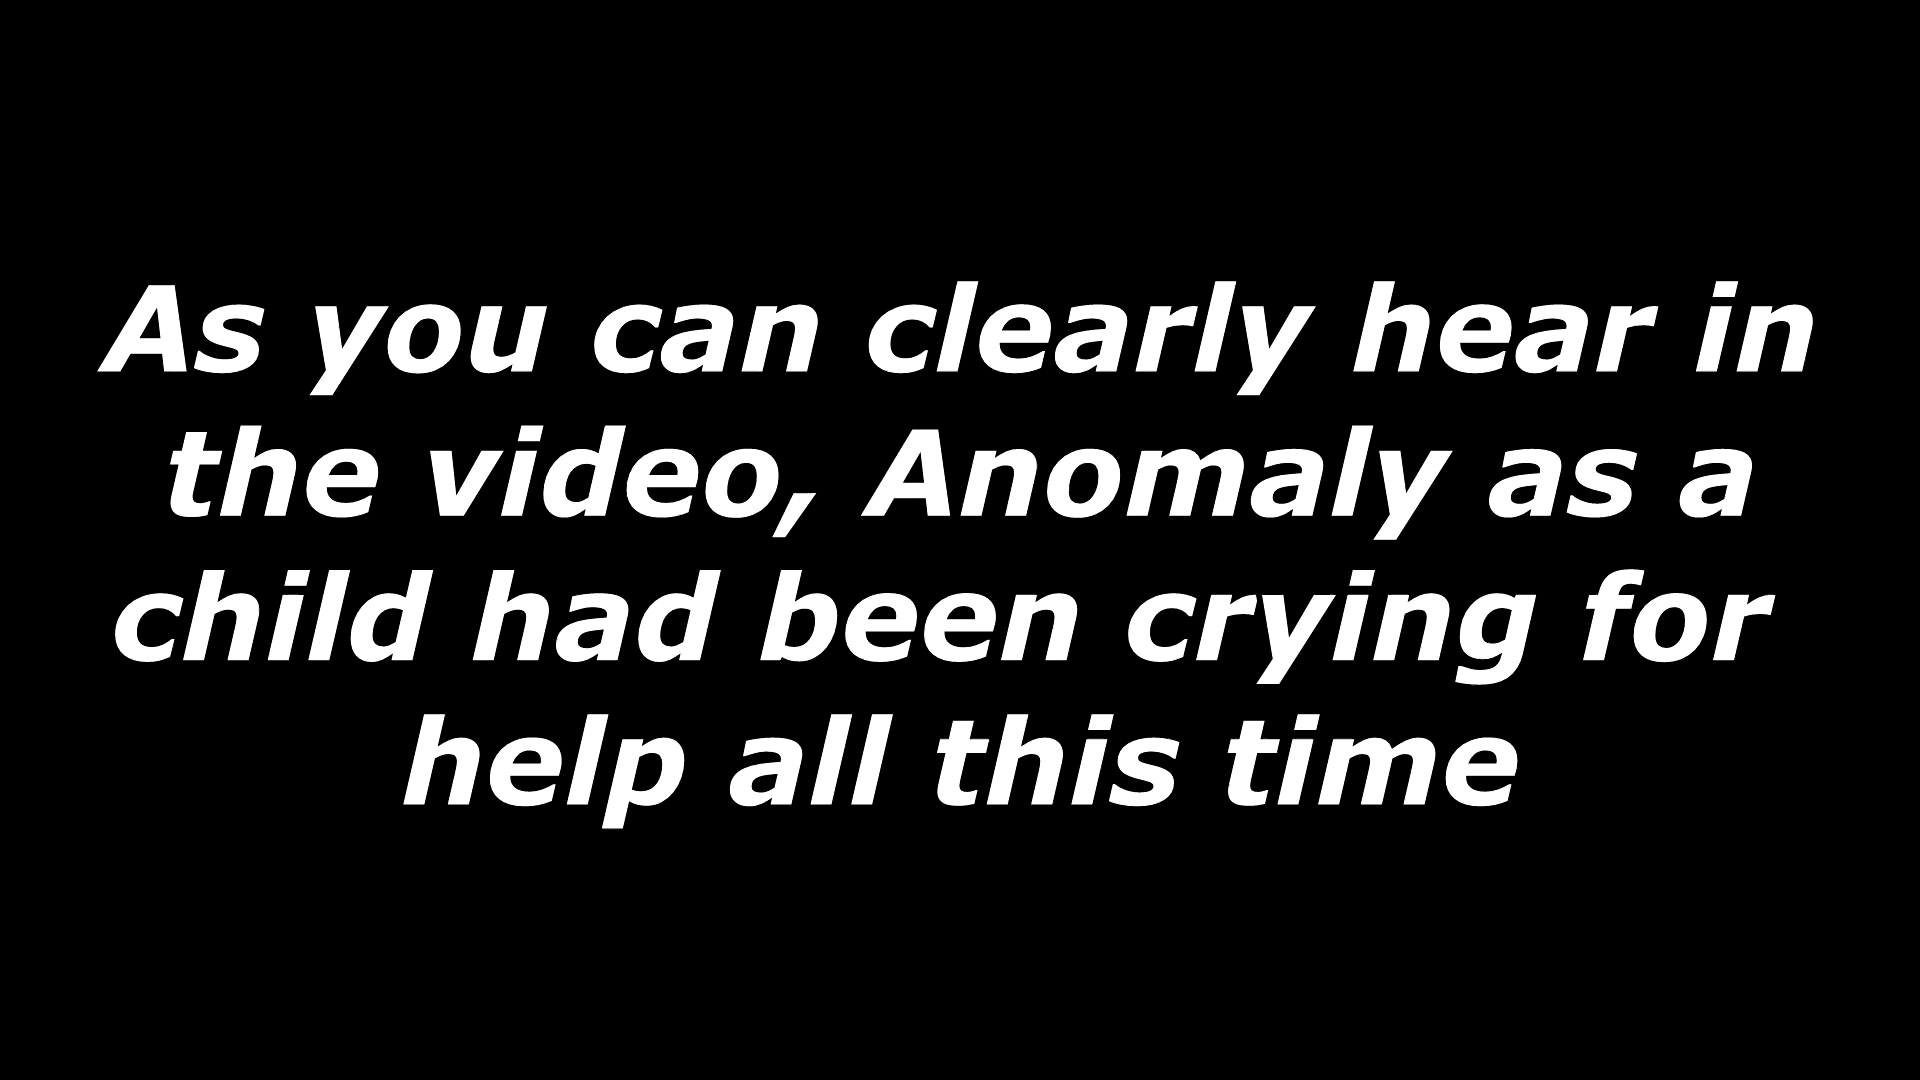 As you can clearly hear in
the video, Anomaly as a
child had been crying for
help all this time